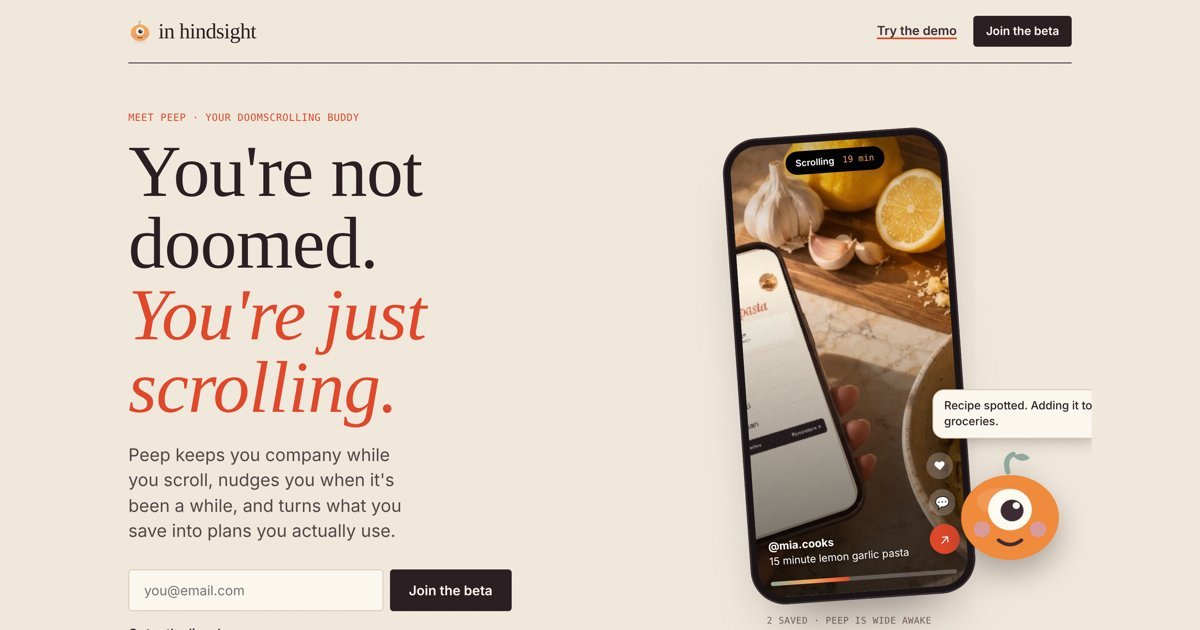 in hindsight
Try the demo
Join the beta
MEET PEEP · YOUR DOOMSCROLLING BUDDY
You're not
doomed.
You're just
scrolling.
Peep keeps you company while
you scroll, nudges you when it's
been a while, and turns what you
save into plans you actually use.
you@email.com
Join the beta
Scrolling 19 min
pasta
Recipe spotted. Adding it to
groceries.
@mia.cooks
15 minute lemon garlic pasta
2 SAVED · PEEP IS WIDE AWAKE